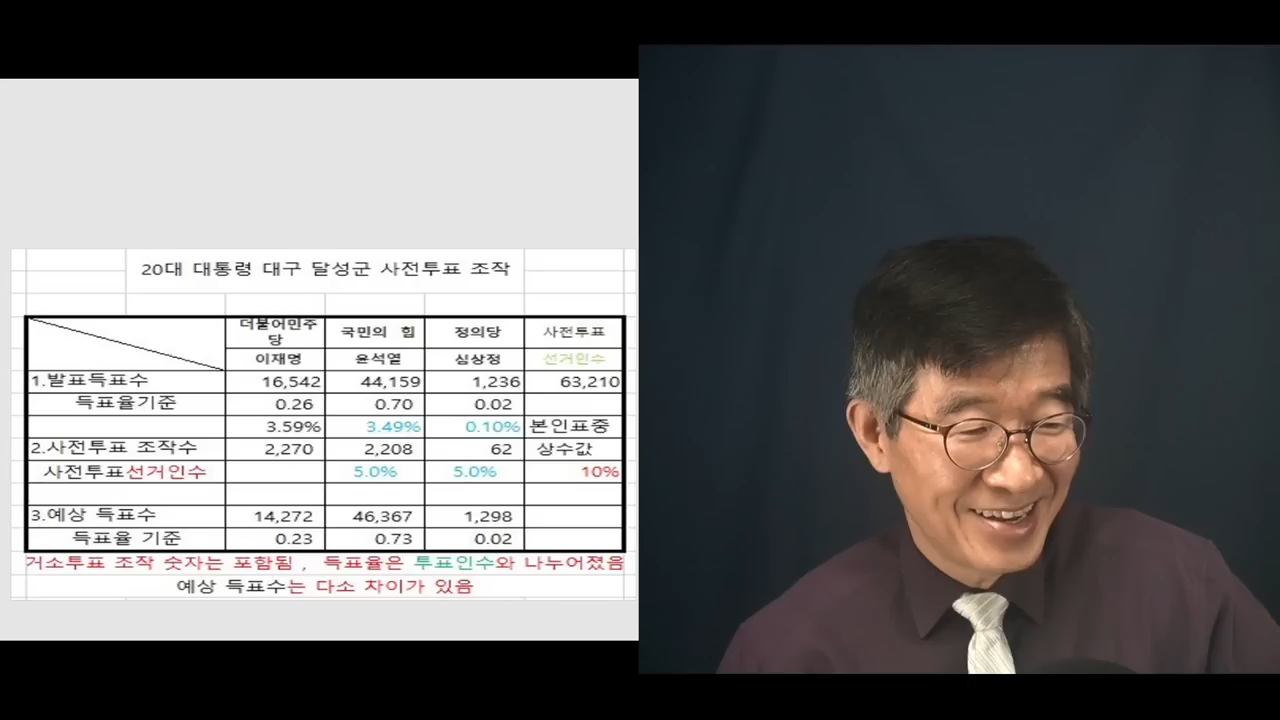 20대 대통령 대구 달성군 사전투표 조작
더불어민주당 국민의 힘 정의당 사전투표
이재명 윤석열 심상정 선거인수
1.발표득표수 16,542 44,159 1,236 63,210
득표율기준 0.26 0.70 0.02
3.59% 3.49% 0.10% 본인표중
2.사전투표 조작수 2,270 2,208 62 상수값
사전투표선거인수 5.0% 5.0% 10%
3.예상 득표수 14,272 46,367 1,298
득표율 기준 0.23 0.73 0.02
거소투표 조작 숫자는 포함됨 , 득표율은 투표인수와 나누어졌음
예상 득표수는 다소 차이가 있음